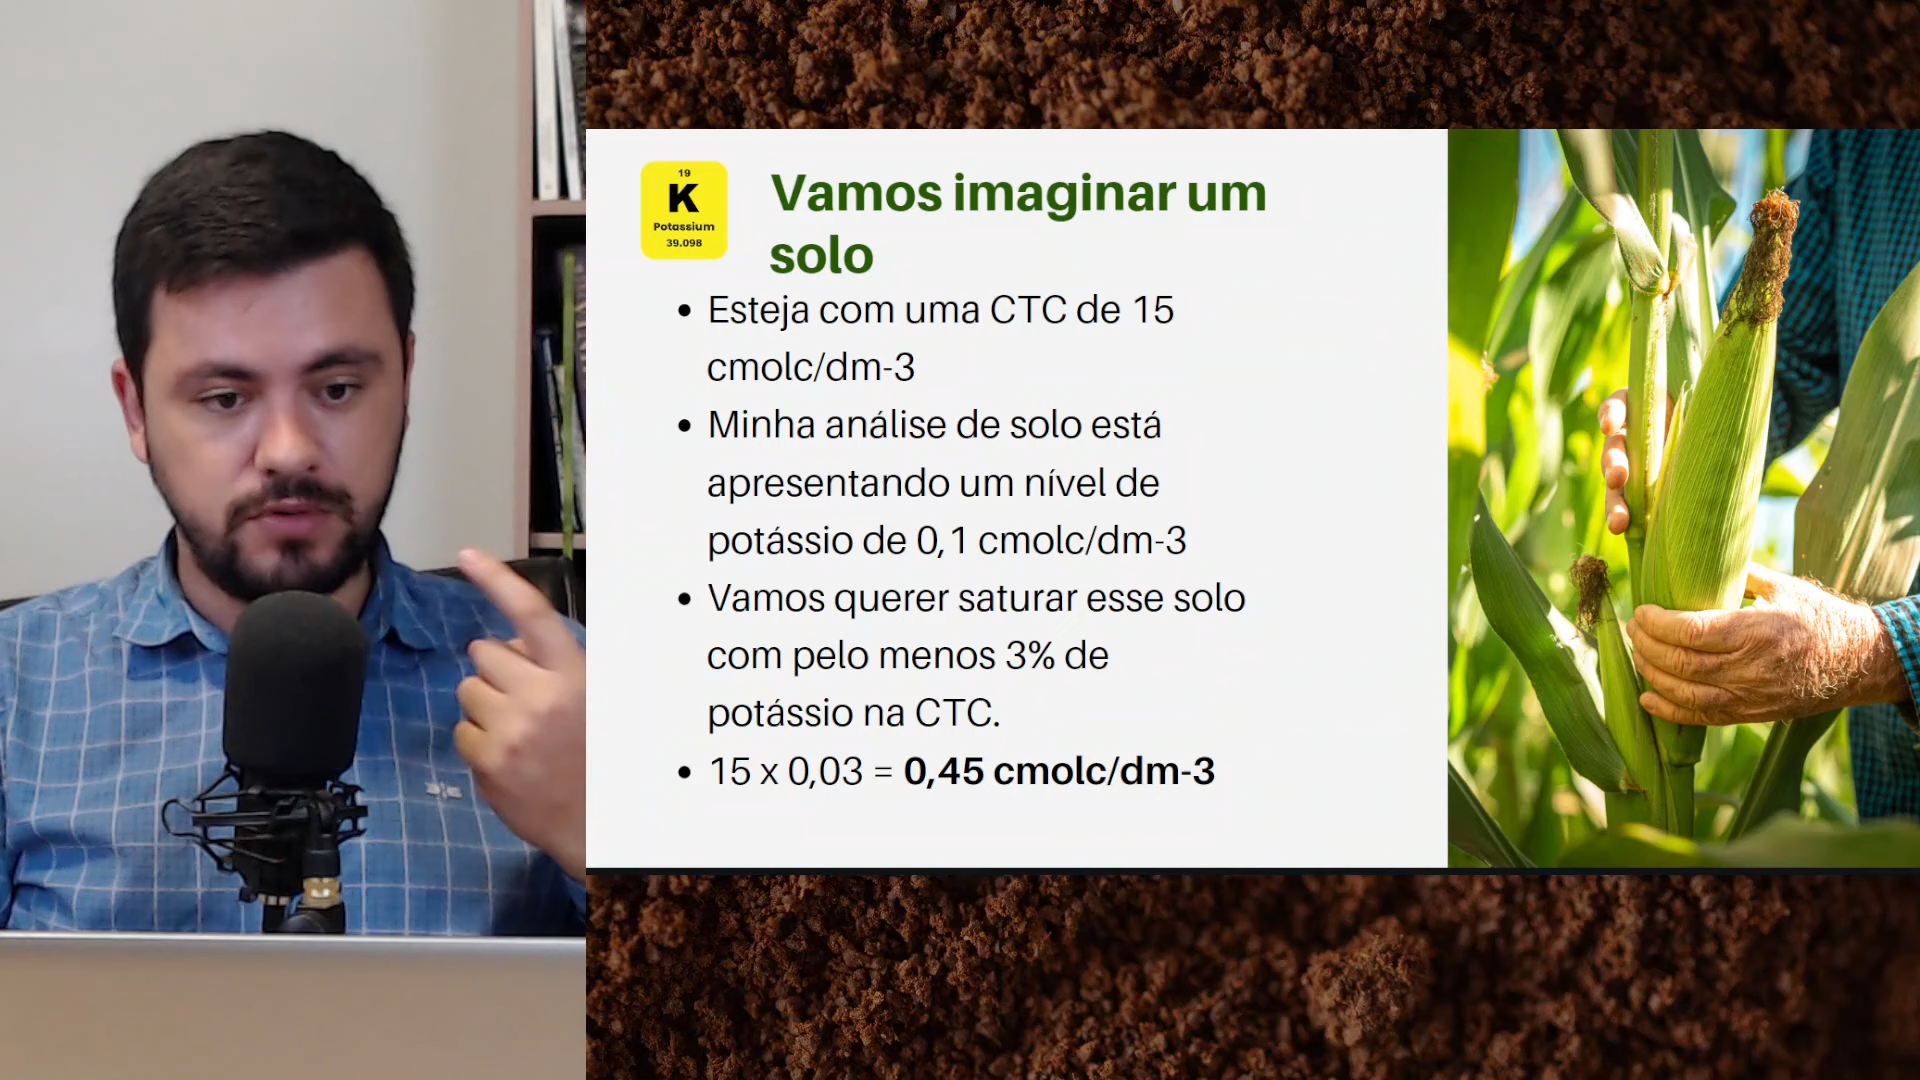 19
K
Potassium
39.098
Vamos imaginar um
solo
• Esteja com uma CTC de 15
cmolc/dm-3
• Minha análise de solo está
apresentando um nível de
potássio de 0,1 cmolc/dm-3
• Vamos querer saturar esse solo
com pelo menos 3% de
potássio na CTC.
• 15 x 0,03 = 0,45 cmolc/dm-3